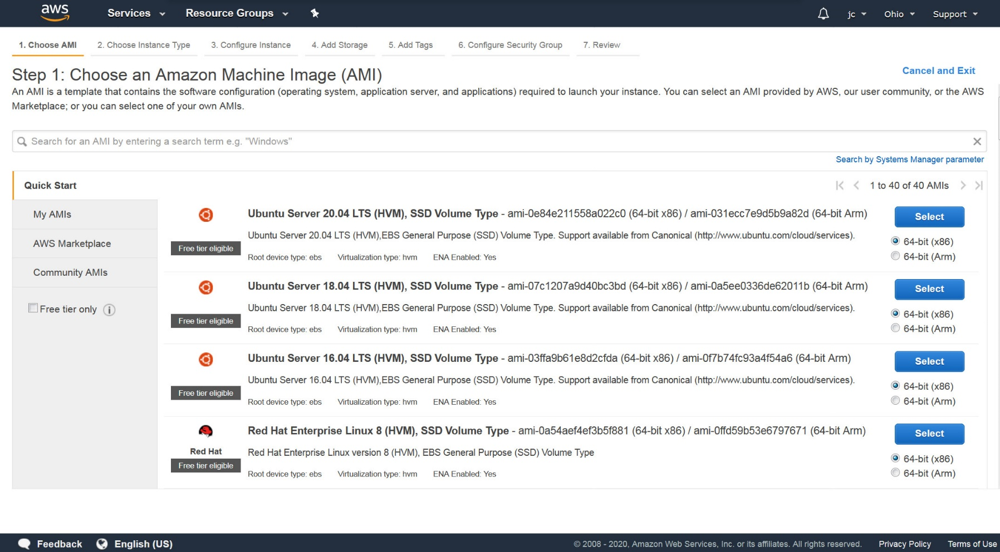 aws Services Resource Groups jc Ohio Support
1. Choose AMI 2. Choose Instance Type 3. Configure Instance 4. Add Storage 5. Add Tags 6. Configure Security Group 7. Review
Step 1: Choose an Amazon Machine Image (AMI)
Cancel and Exit
An AMI is a template that contains the software configuration (operating system, application server, and applications) required to launch your instance. You can select an AMI provided by AWS, our user community, or the AWS
Marketplace; or you can select one of your own AMIs.
Search for an AMI by entering a search term e.g. "Windows"
Search by Systems Manager parameter
Quick Start
1 to 40 of 40 AMIs
My AMIs
AWS Marketplace
Community AMIs
Free tier only
Ubuntu Server 20.04 LTS (HVM), SSD Volume Type - ami-0e84e211558a022c0 (64-bit x86) / ami-031ecc7e9d5b9a82d (64-bit Arm)
Select
Ubuntu Server 20.04 LTS (HVM),EBS General Purpose (SSD) Volume Type. Support available from Canonical (http://www.ubuntu.com/cloud/services).
64-bit (x86)
Free tier eligible
Root device type: ebs Virtualization type: hvm ENA Enabled: Yes
64-bit (Arm)
Ubuntu Server 18.04 LTS (HVM), SSD Volume Type - ami-07c1207a9d40bc3bd (64-bit x86) / ami-0a5ee0336de62011b (64-bit Arm)
Select
Ubuntu Server 18.04 LTS (HVM),EBS General Purpose (SSD) Volume Type. Support available from Canonical (http://www.ubuntu.com/cloud/services).
64-bit (x86)
Free tier eligible
Root device type: ebs Virtualization type: hvm ENA Enabled: Yes
64-bit (Arm)
Ubuntu Server 16.04 LTS (HVM), SSD Volume Type - ami-03ffa9b61e8d2cfda (64-bit x86) / ami-0f7b74fc93a4f54a6 (64-bit Arm)
Select
Ubuntu Server 16.04 LTS (HVM),EBS General Purpose (SSD) Volume Type. Support available from Canonical (http://www.ubuntu.com/cloud/services).
64-bit (x86)
Free tier eligible
Root device type: ebs Virtualization type: hvm ENA Enabled: Yes
64-bit (Arm)
Red Hat Enterprise Linux 8 (HVM), SSD Volume Type - ami-0a54aef4ef3b5f881 (64-bit x86) / ami-0ffd59b53e6797671 (64-bit Arm)
Select
Red Hat
Red Hat Enterprise Linux version 8 (HVM), EBS General Purpose (SSD) Volume Type
64-bit (x86)
Free tier eligible
Root device type: ebs Virtualization type: hvm ENA Enabled: Yes
64-bit (Arm)
Feedback English (US) © 2008 - 2020, Amazon Web Services, Inc. or its affiliates. All rights reserved. Privacy Policy Terms of Use